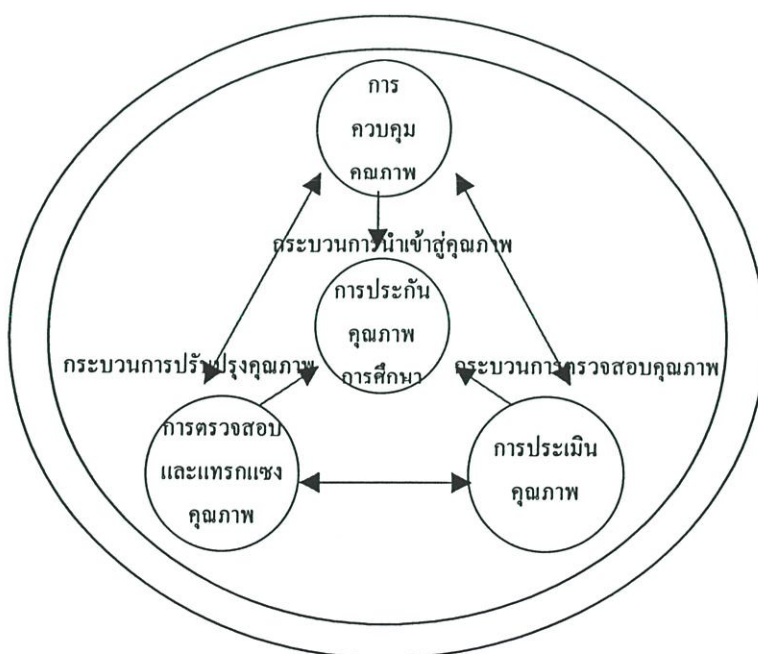 การ
ควบคุม
คณภาพ
กระบวนการนำเข้าสู่คุณภาพ
การประกัน
คุณภาพ
การศึกษา
กระบวนการปรับปรุงคุณภาพ
กระบวนการตรวจสอบคุณภาพ
การตรวจสอบ
และแทรกแซง
คุณภาพ
การประเมิน
คุณภาพ